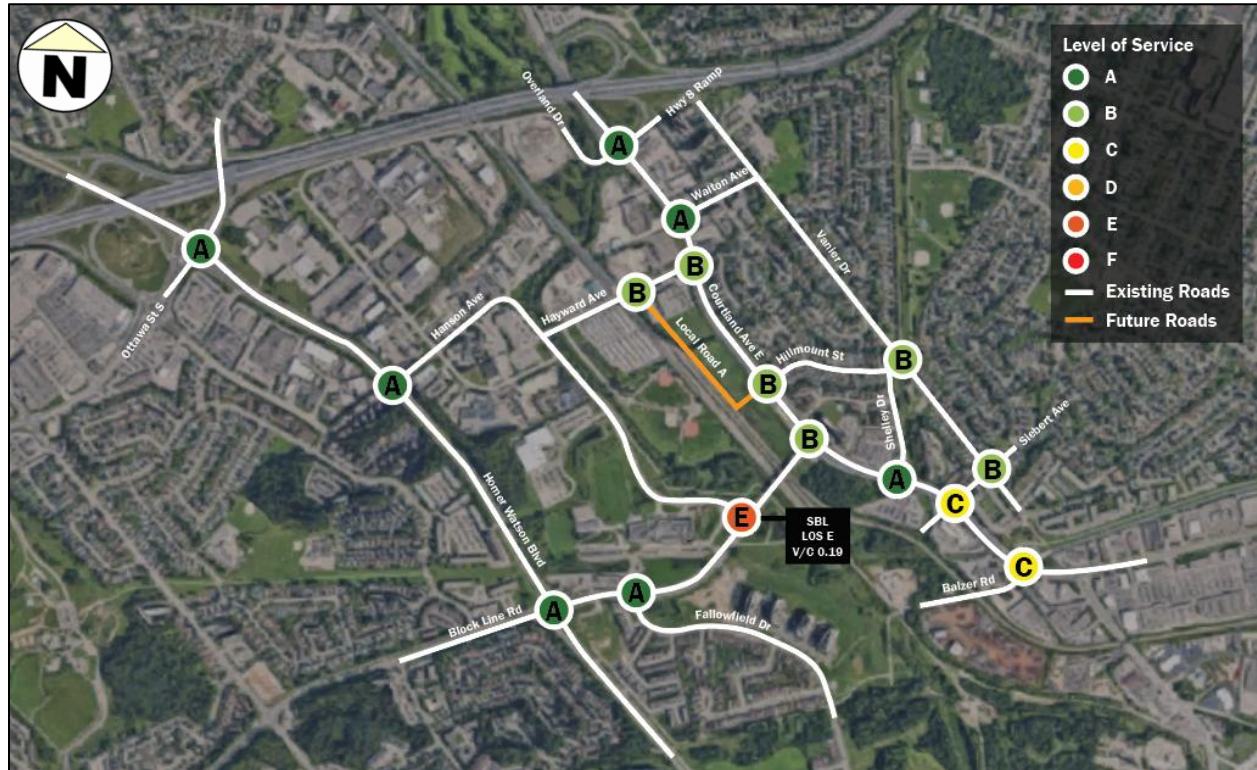 N
Level of Service
A
B
C
D
E
F
Existing Roads
Future Roads
Overland Dr
Hwy 8 Ramp
A
Walton Ave
A
Vanier Dr
A
B
B
Hayward Ave
Hanson Ave
Ottawa St S
Courtland Ave E
Local Road A
Hillmount St
B
A
B
Shelley Dr
Siebert Ave
B
B
A
C
Homer Watson Blvd
E
SBL
LOS E
V/C 0.19
C
Balzer Rd
A
A
Block Line Rd
Fallowfield Dr